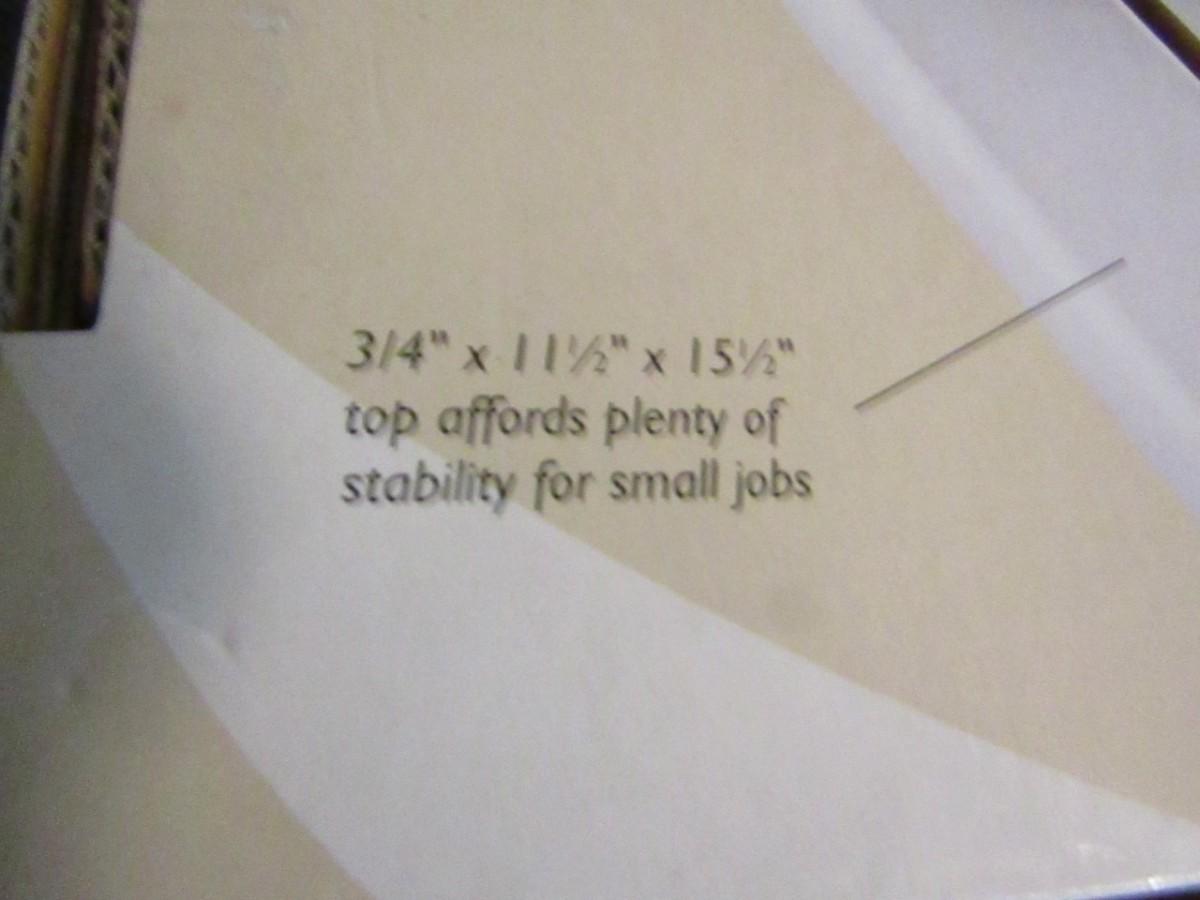 3/4" x 11½" x 15½"
top affords plenty of
stability for small jobs